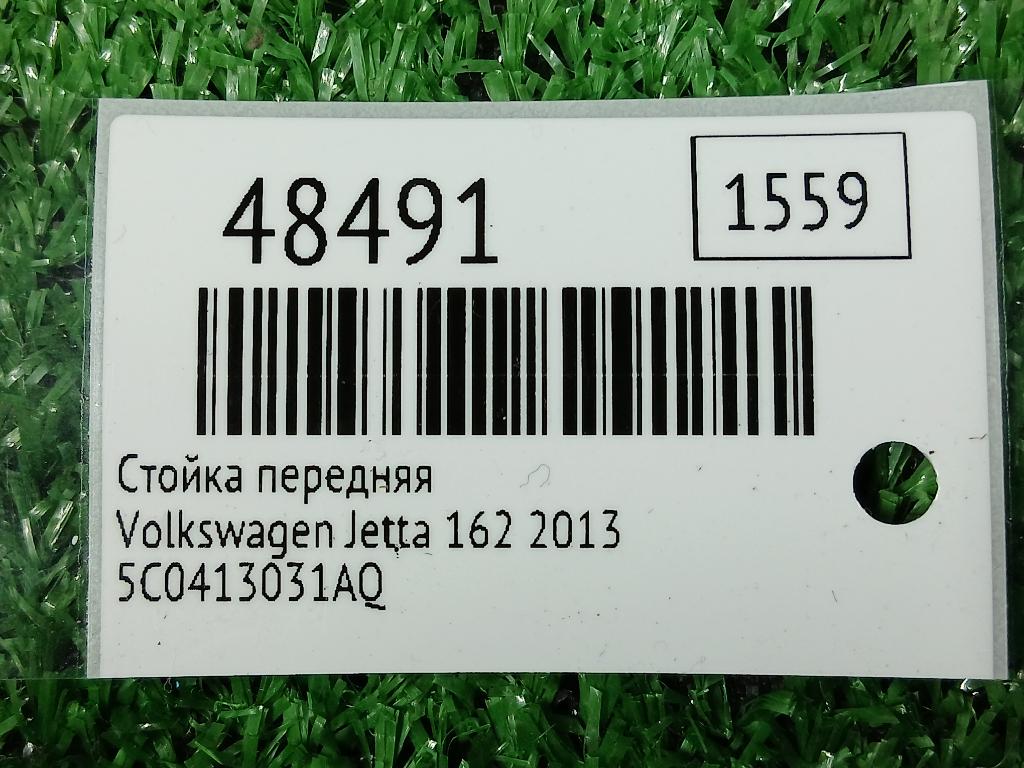 48491
1559
Стойка передняя
Volkswagen Jetta 162 2013
5C0413031AQ